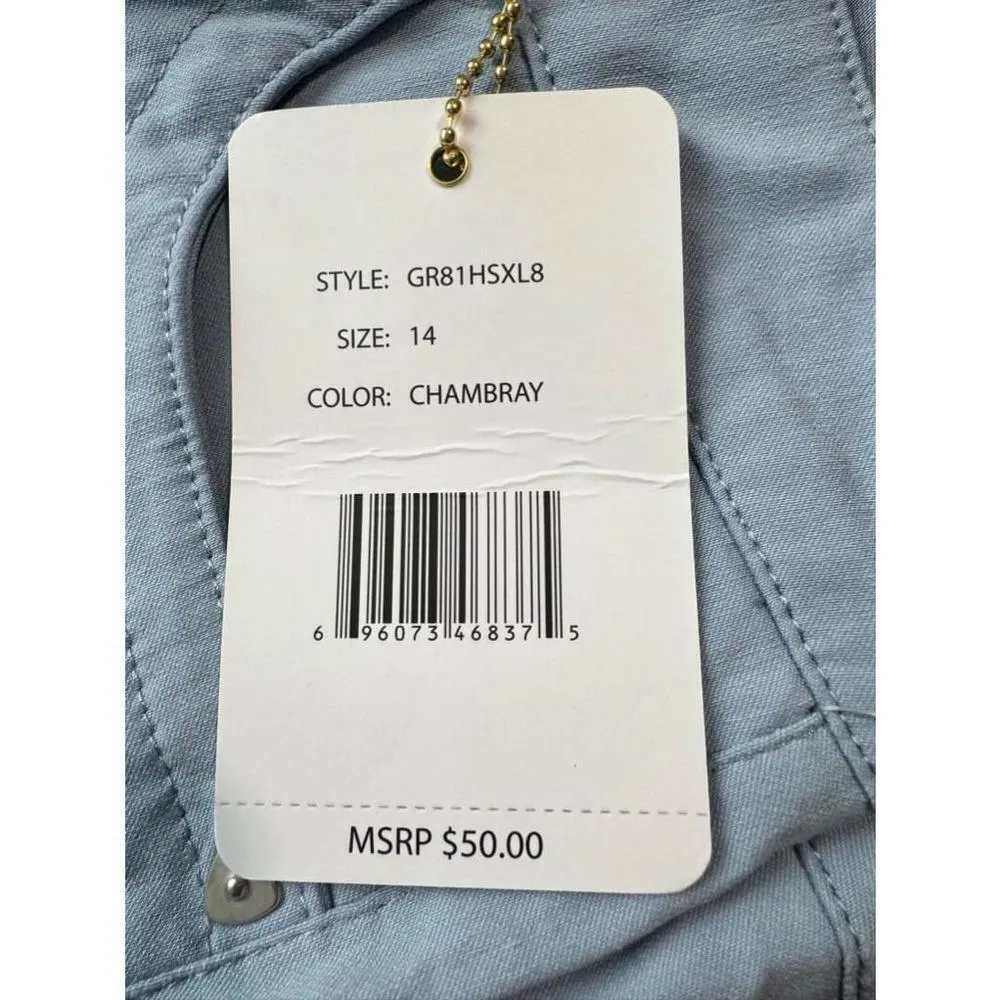 STYLE: GR81HSXL8
SIZE: 14
COLOR: CHAMBRAY
6 96073 46837 5
MSRP $50.00